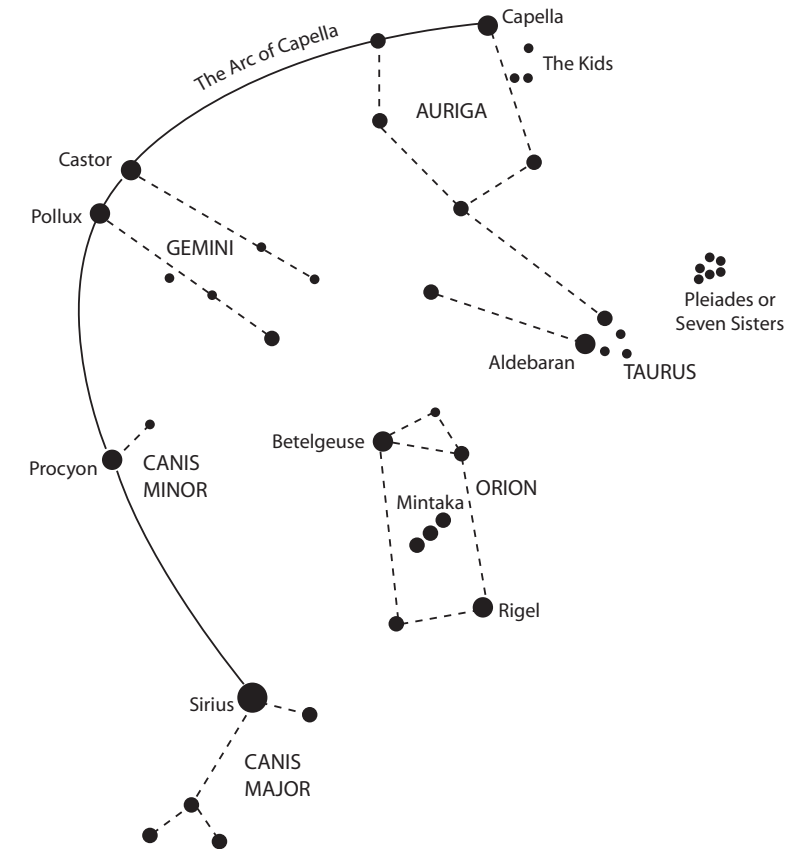 Capella
The Arc of Capella
The Kids
AURIGA
Castor
Pollux
GEMINI
Pleiades or
Seven Sisters
Aldebaran
TAURUS
Betelgeuse
Procyon
CANIS
MINOR
ORION
Mintaka
Rigel
Sirius
CANIS
MAJOR